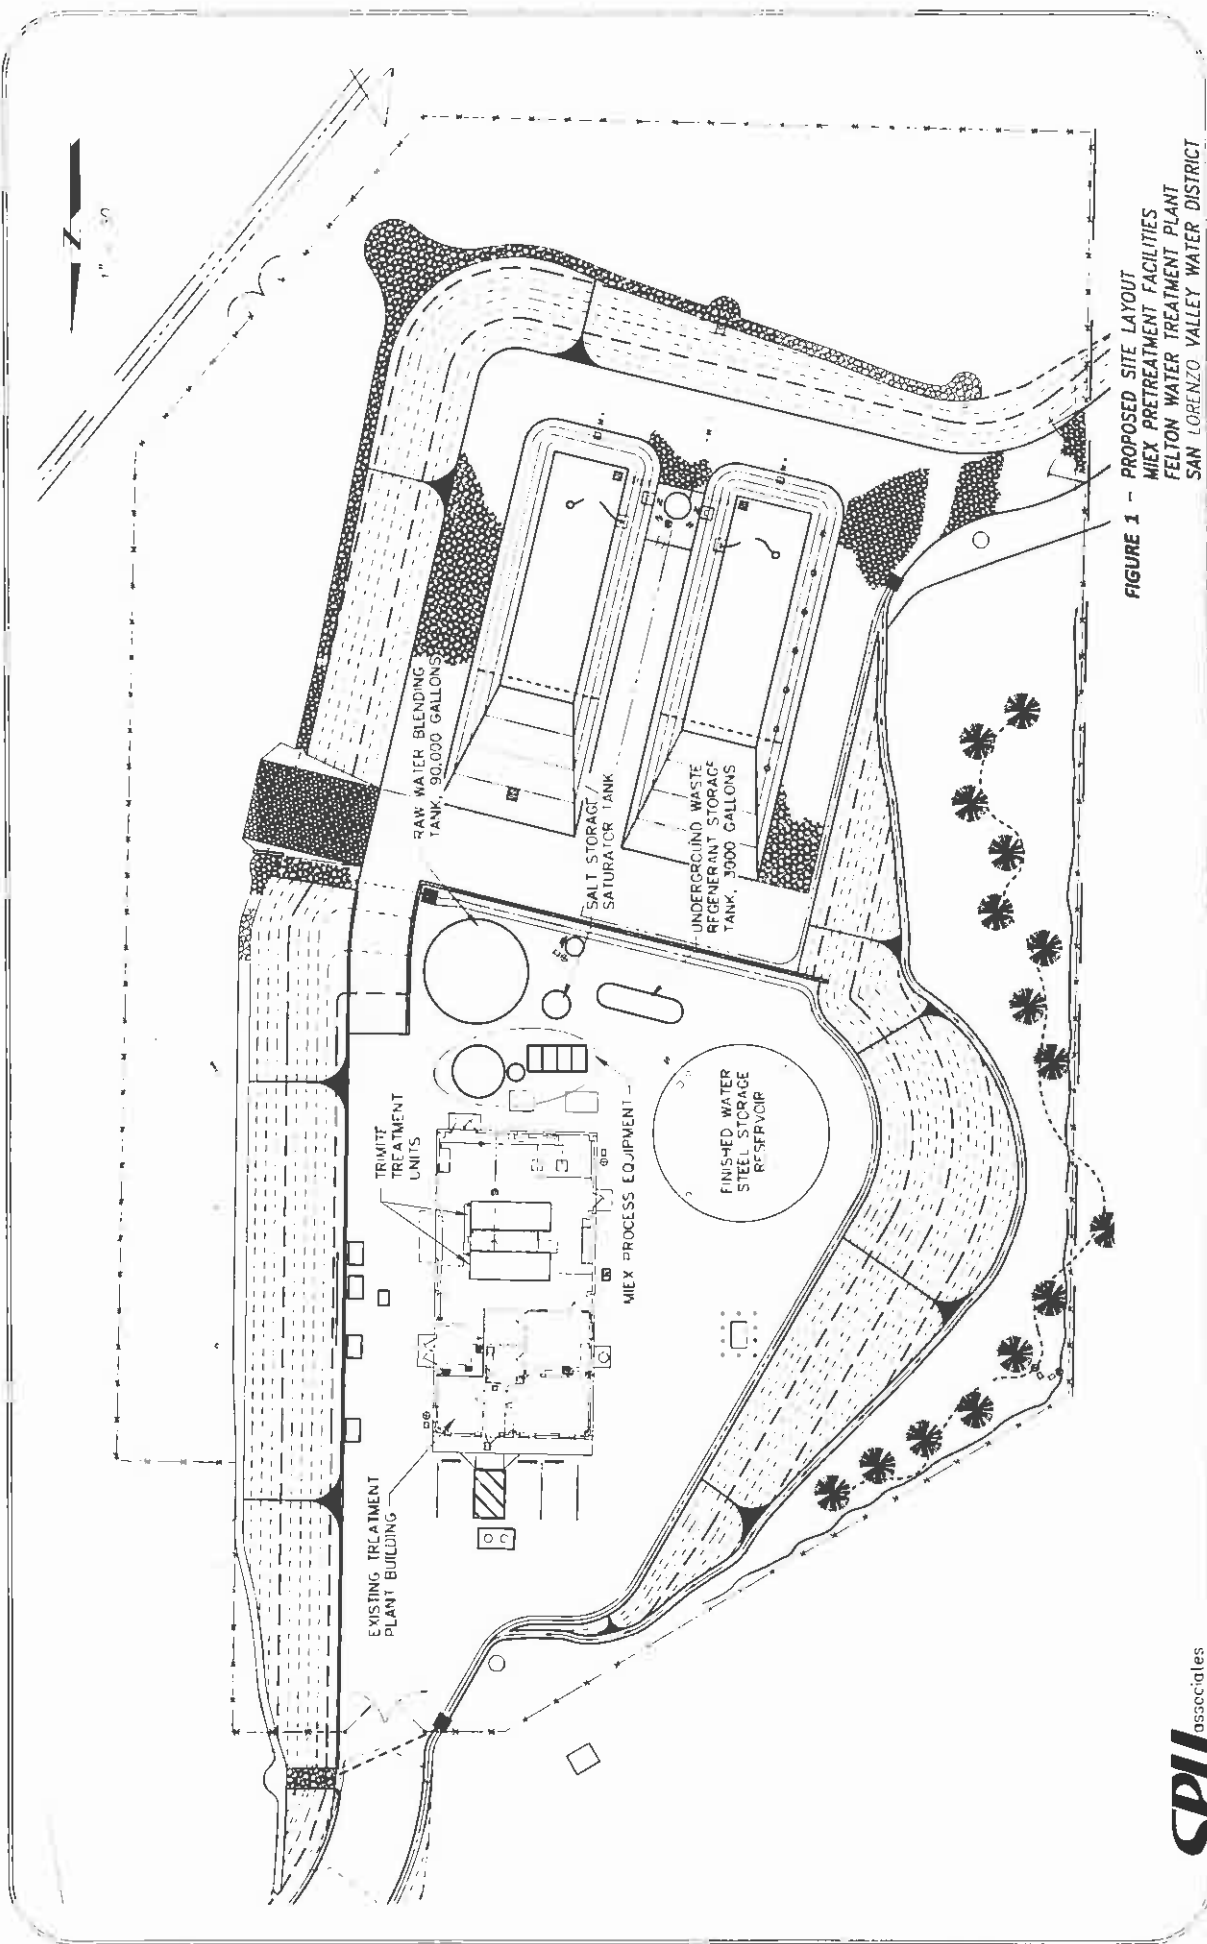 RAW WATER BLENDING
TANK, 90,000 GALLONS
SALT STORAGE/
SATURATOR TANK
UNDERGROUND WASTE
REGENERANT STORAGE
TANK, 3000 GALLONS
TRIMITE
TREATMENT
UNITS
MIEX PROCESS EQUIPMENT
FINISHED WATER
STEEL STORAGE
RESERVOIR
EXISTING TREATMENT
PLANT BUILDING
FIGURE 1 - PROPOSED SITE LAYOUT
MIEX PRETREATMENT FACILITIES
FELTON WATER TREATMENT PLANT
SAN LORENZO VALLEY WATER DISTRICT
associates